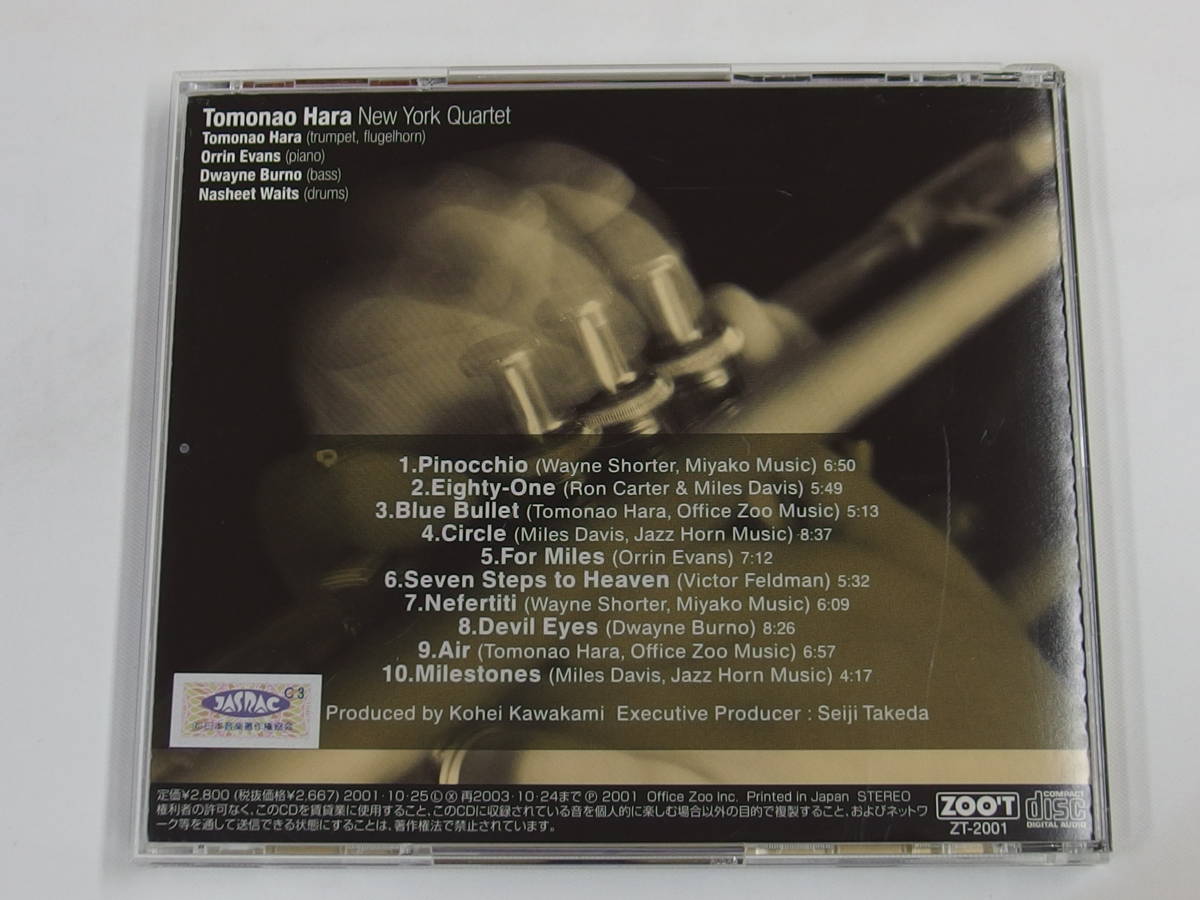 Tomonao Hara New York Quartet
Tomonao Hara (trumpet, flugelhorn)
Orrin Evans (piano)
Dwayne Burno (bass)
Nasheet Waits (drums)
1.Pinocchio (Wayne Shorter, Miyako Music) 6:50
2.Eighty-One (Ron Carter & Miles Davis) 5:49
3.Blue Bullet (Tomonao Hara, Office Zoo Music) 5:13
4.Circle (Miles Davis, Jazz Horn Music) 8:37
5.For Miles (Orrin Evans) 7:12
6.Seven Steps to Heaven (Victor Feldman) 5:32
7.Nefertiti (Wayne Shorter, Miyako Music) 6:09
8.Devil Eyes (Dwayne Burno) 8:26
9.Air (Tomonao Hara, Office Zoo Music) 6:57
10.Milestones (Miles Davis, Jazz Horn Music) 4:17
C3
JASRAC
日本音楽著作権協会
Produced by Kohei Kawakami Executive Producer : Seiji Takeda
定価¥2,800 (税抜価格¥2,667) 2001・10・25 Ⓛ Ⓧ 再2003・10・24まで Ⓟ 2001 Office Zoo Inc. Printed in Japan STEREO
権利者の許可なく、このCDを賃貸業に使用すること、このCDに収録されている音を個人的に楽しむ場合以外の目的で複製すること、およびネットワ
ーク等を通して送信できる状態にすることは、著作権法で禁止されています。
ZOO'T
ZT-2001
COMPACT
disc
DIGITAL AUDIO